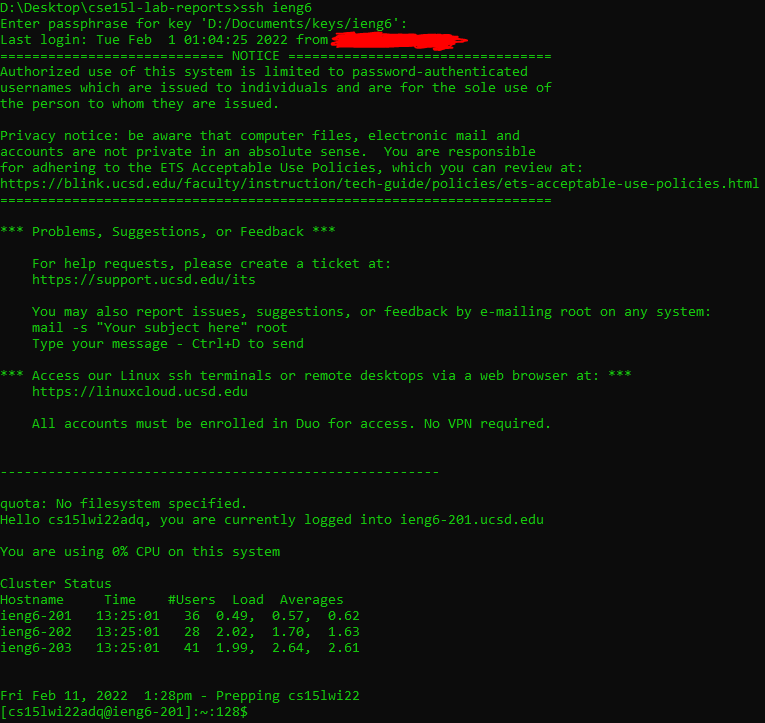 D:\Desktop\cse15l-lab-reports>ssh ieng6
Enter passphrase for key 'D:/Documents/keys/ieng6':
Last login: Tue Feb  1 01:04:25 2022 from
============================ NOTICE =================================
Authorized use of this system is limited to password-authenticated
usernames which are issued to individuals and are for the sole use of
the person to whom they are issued.

Privacy notice: be aware that computer files, electronic mail and
accounts are not private in an absolute sense.  You are responsible
for adhering to the ETS Acceptable Use Policies, which you can review at:
https://blink.ucsd.edu/faculty/instruction/tech-guide/policies/ets-acceptable-use-policies.html
=====================================================================

*** Problems, Suggestions, or Feedback ***

    For help requests, please create a ticket at:
    https://support.ucsd.edu/its

    You may also report issues, suggestions, or feedback by e-mailing root on any system:
    mail -s "Your subject here" root
    Type your message - Ctrl+D to send

*** Access our Linux ssh terminals or remote desktops via a web browser at: ***
    https://linuxcloud.ucsd.edu

    All accounts must be enrolled in Duo for access. No VPN required.


-------------------------------------------------------

quota: No filesystem specified.
Hello cs15lwi22adq, you are currently logged into ieng6-201.ucsd.edu

You are using 0% CPU on this system

Cluster Status
Hostname     Time    #Users  Load  Averages
ieng6-201   13:25:01   36  0.49,  0.57,  0.62
ieng6-202   13:25:01   28  2.02,  1.70,  1.63
ieng6-203   13:25:01   41  1.99,  2.64,  2.61


Fri Feb 11, 2022  1:28pm - Prepping cs15lwi22
[cs15lwi22adq@ieng6-201]:~:128$